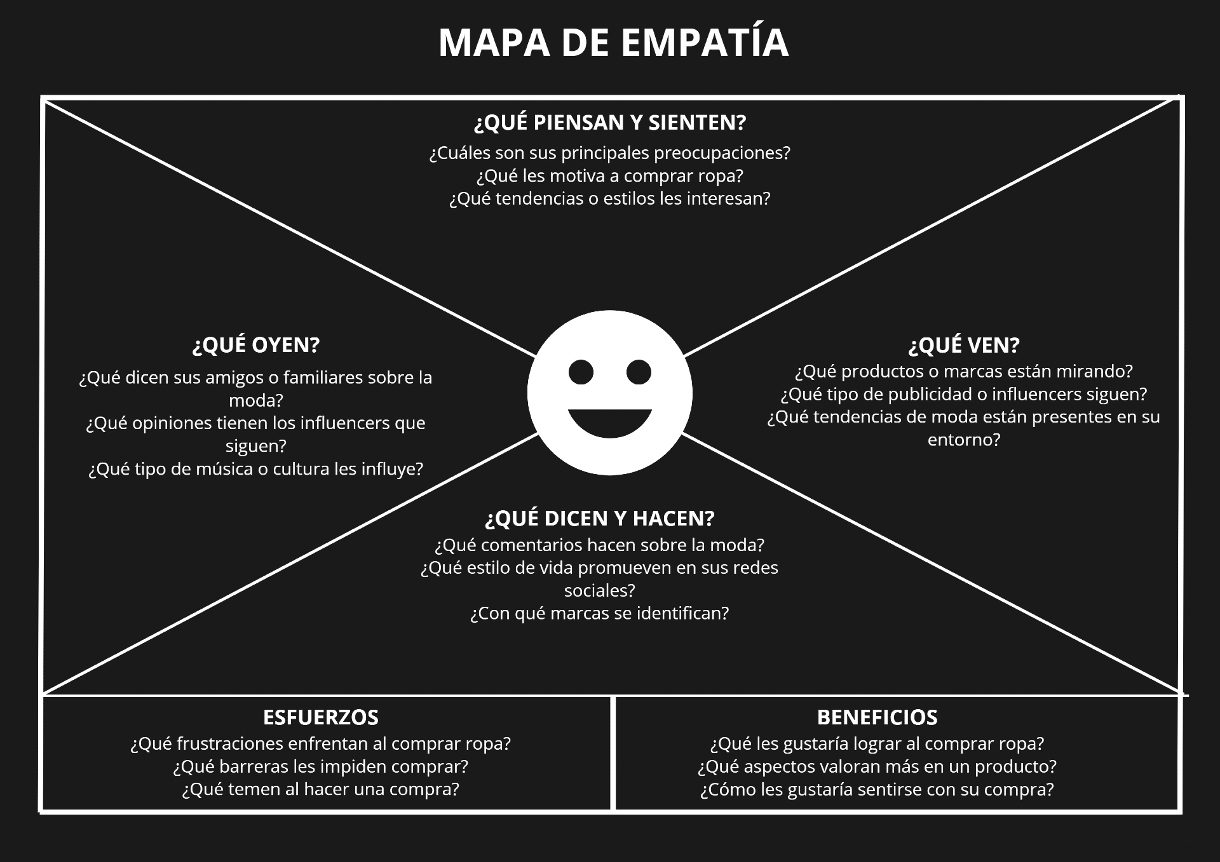 MAPA DE EMPATÍA
¿QUÉ PIENSAN Y SIENTEN?
¿Cuáles son sus principales preocupaciones?
¿Qué les motiva a comprar ropa?
¿Qué tendencias o estilos les interesan?
¿QUÉ OYEN?
¿Qué dicen sus amigos o familiares sobre la
moda?
¿Qué opiniones tienen los influencers que
siguen?
¿Qué tipo de música o cultura les influye?
¿QUÉ VEN?
¿Qué productos o marcas están mirando?
¿Qué tipo de publicidad o influencers siguen?
¿Qué tendencias de moda están presentes en su
entorno?
¿QUÉ DICEN Y HACEN?
¿Qué comentarios hacen sobre la moda?
¿Qué estilo de vida promueven en sus redes
sociales?
¿Con qué marcas se identifican?
ESFUERZOS
¿Qué frustraciones enfrentan al comprar ropa?
¿Qué barreras les impiden comprar?
¿Qué temen al hacer una compra?
BENEFICIOS
¿Qué les gustaría lograr al comprar ropa?
¿Qué aspectos valoran más en un producto?
¿Cómo les gustaría sentirse con su compra?